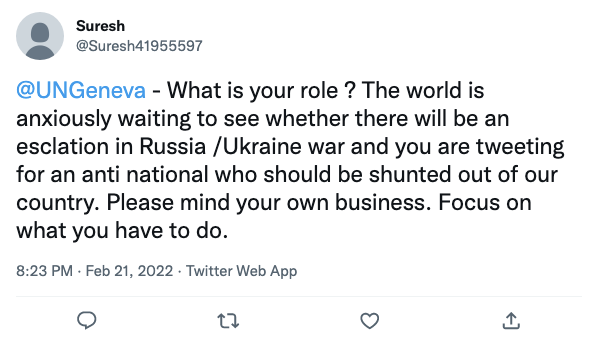 Suresh
@Suresh41955597
@UNGeneva - What is your role ? The world is
anxiously waiting to see whether there will be an
esclation in Russia /Ukraine war and you are tweeting
for an anti national who should be shunted out of our
country. Please mind your own business. Focus on
what you have to do.
8:23 PM · Feb 21, 2022 · Twitter Web App